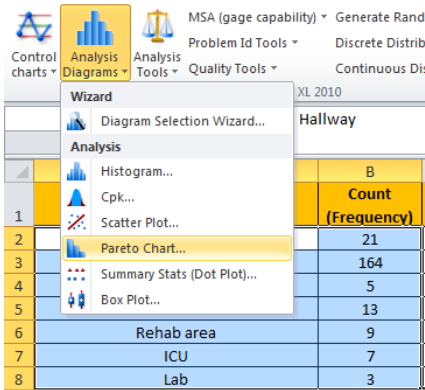 Control charts
Analysis Diagrams
Analysis Tools
MSA (gage capability)
Problem Id Tools
Quality Tools
Generate Rand
Discrete Distrib
Continuous Di
XL 2010
Wizard
Diagram Selection Wizard...
Hallway
Analysis
Histogram...
Cpk...
Scatter Plot...
Pareto Chart...
Summary Stats (Dot Plot)...
Box Plot...
B
1
Count
(Frequency)
2 21
3 164
4 5
5 13
6 Rehab area 9
7 ICU 7
8 Lab 3